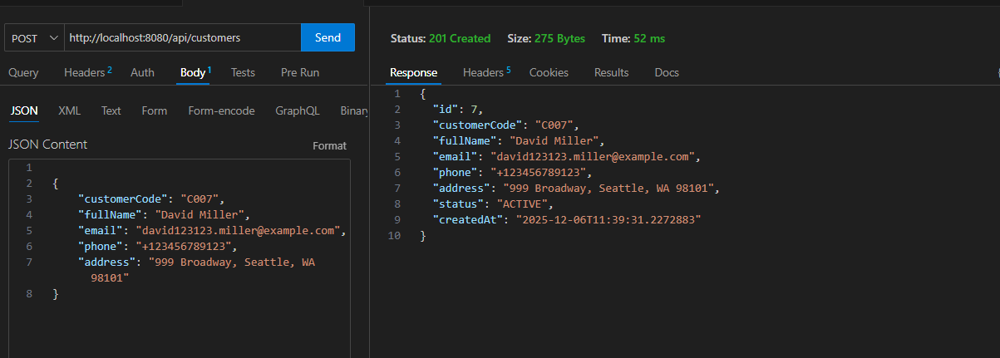 POST
http://localhost:8080/api/customers
Send
Query
Headers 2
Auth
Body 1
Tests
Pre Run
JSON
XML
Text
Form
Form-encode
GraphQL
Binary
JSON Content
Format
1
2 {
3 "customerCode": "C007",
4 "fullName": "David Miller",
5 "email": "david123123.miller@example.com",
6 "phone": "+123456789123",
7 "address": "999 Broadway, Seattle, WA
98101"
8 }
Status: 201 Created Size: 275 Bytes Time: 52 ms
Response
Headers 5
Cookies
Results
Docs
1 {
2 "id": 7,
3 "customerCode": "C007",
4 "fullName": "David Miller",
5 "email": "david123123.miller@example.com",
6 "phone": "+123456789123",
7 "address": "999 Broadway, Seattle, WA 98101",
8 "status": "ACTIVE",
9 "createdAt": "2025-12-06T11:39:31.2272883"
10 }